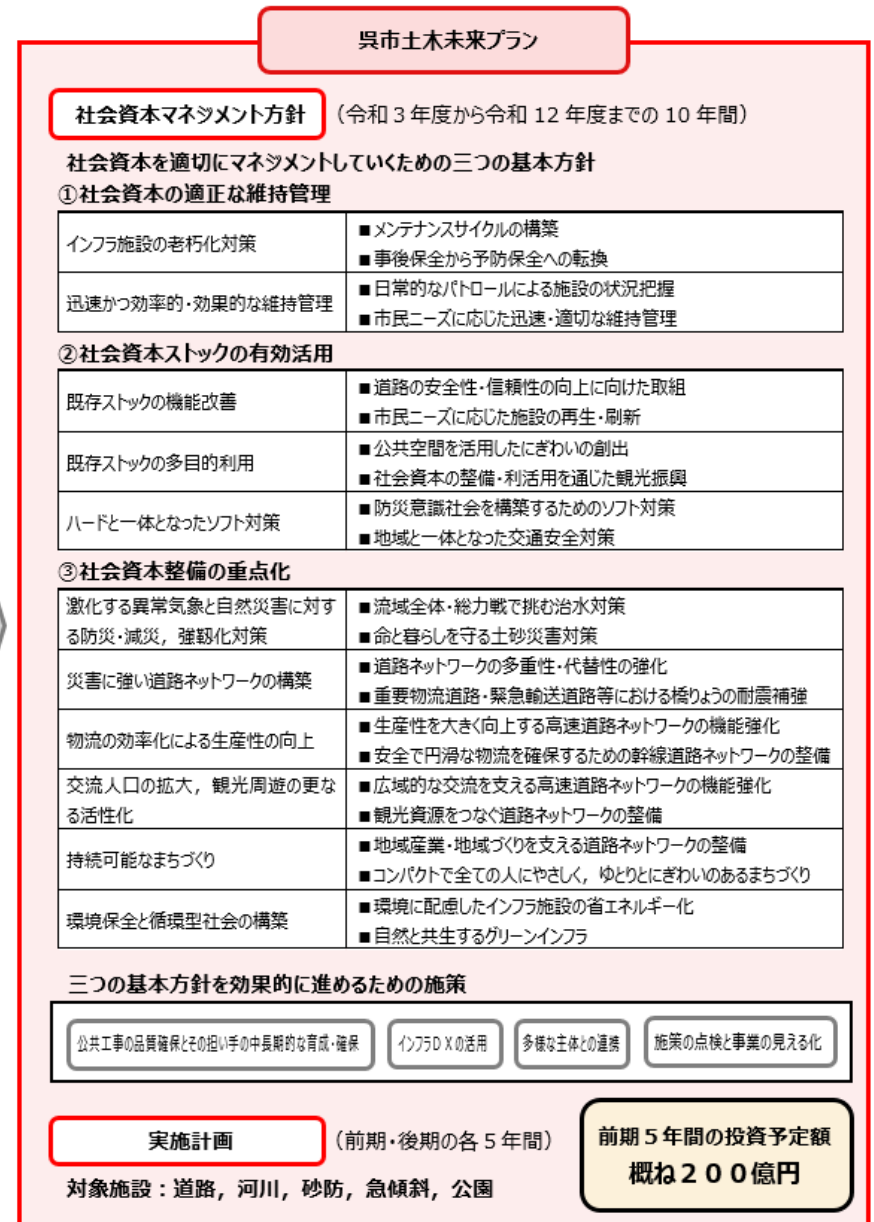 呉市土木未来プラン
社会資本マネジメント方針 （令和３年度から令和 12 年度までの 10 年間）
社会資本を適切にマネジメントしていくための三つの基本方針
①社会資本の適正な維持管理
インフラ施設の老朽化対策
■メンテナンスサイクルの構築
■事後保全から予防保全への転換
迅速かつ効率的・効果的な維持管理
■日常的なパトロールによる施設の状況把握
■市民ニーズに応じた迅速・適切な維持管理
②社会資本ストックの有効活用
既存ストックの機能改善
■道路の安全性・信頼性の向上に向けた取組
■市民ニーズに応じた施設の再生・刷新
既存ストックの多目的利用
■公共空間を活用したにぎわいの創出
■社会資本の整備・利活用を通じた観光振興
ハードと一体となったソフト対策
■防災意識社会を構築するためのソフト対策
■地域と一体となった交通安全対策
③社会資本整備の重点化
激化する異常気象と自然災害に対す
る防災・減災，強靱化対策
■流域全体・総力戦で挑む治水対策
■命と暮らしを守る土砂災害対策
災害に強い道路ネットワークの構築
■道路ネットワークの多重性・代替性の強化
■重要物流道路・緊急輸送道路等における橋りょうの耐震補強
物流の効率化による生産性の向上
■生産性を大きく向上する高速道路ネットワークの機能強化
■安全で円滑な物流を確保するための幹線道路ネットワークの整備
交流人口の拡大，観光周遊の更な
る活性化
■広域的な交流を支える高速道路ネットワークの機能強化
■観光資源をつなぐ道路ネットワークの整備
持続可能なまちづくり
■地域産業・地域づくりを支える道路ネットワークの整備
■コンパクトで全ての人にやさしく，ゆとりとにぎわいのあるまちづくり
環境保全と循環型社会の構築
■環境に配慮したインフラ施設の省エネルギー化
■自然と共生するグリーンインフラ
三つの基本方針を効果的に進めるための施策
公共工事の品質確保とその担い手の中長期的な育成・確保
インフラＤＸの活用
多様な主体との連携
施策の点検と事業の見える化
実施計画 （前期・後期の各５年間）
対象施設：道路，河川，砂防，急傾斜，公園
前期５年間の投資予定額
概ね２００億円